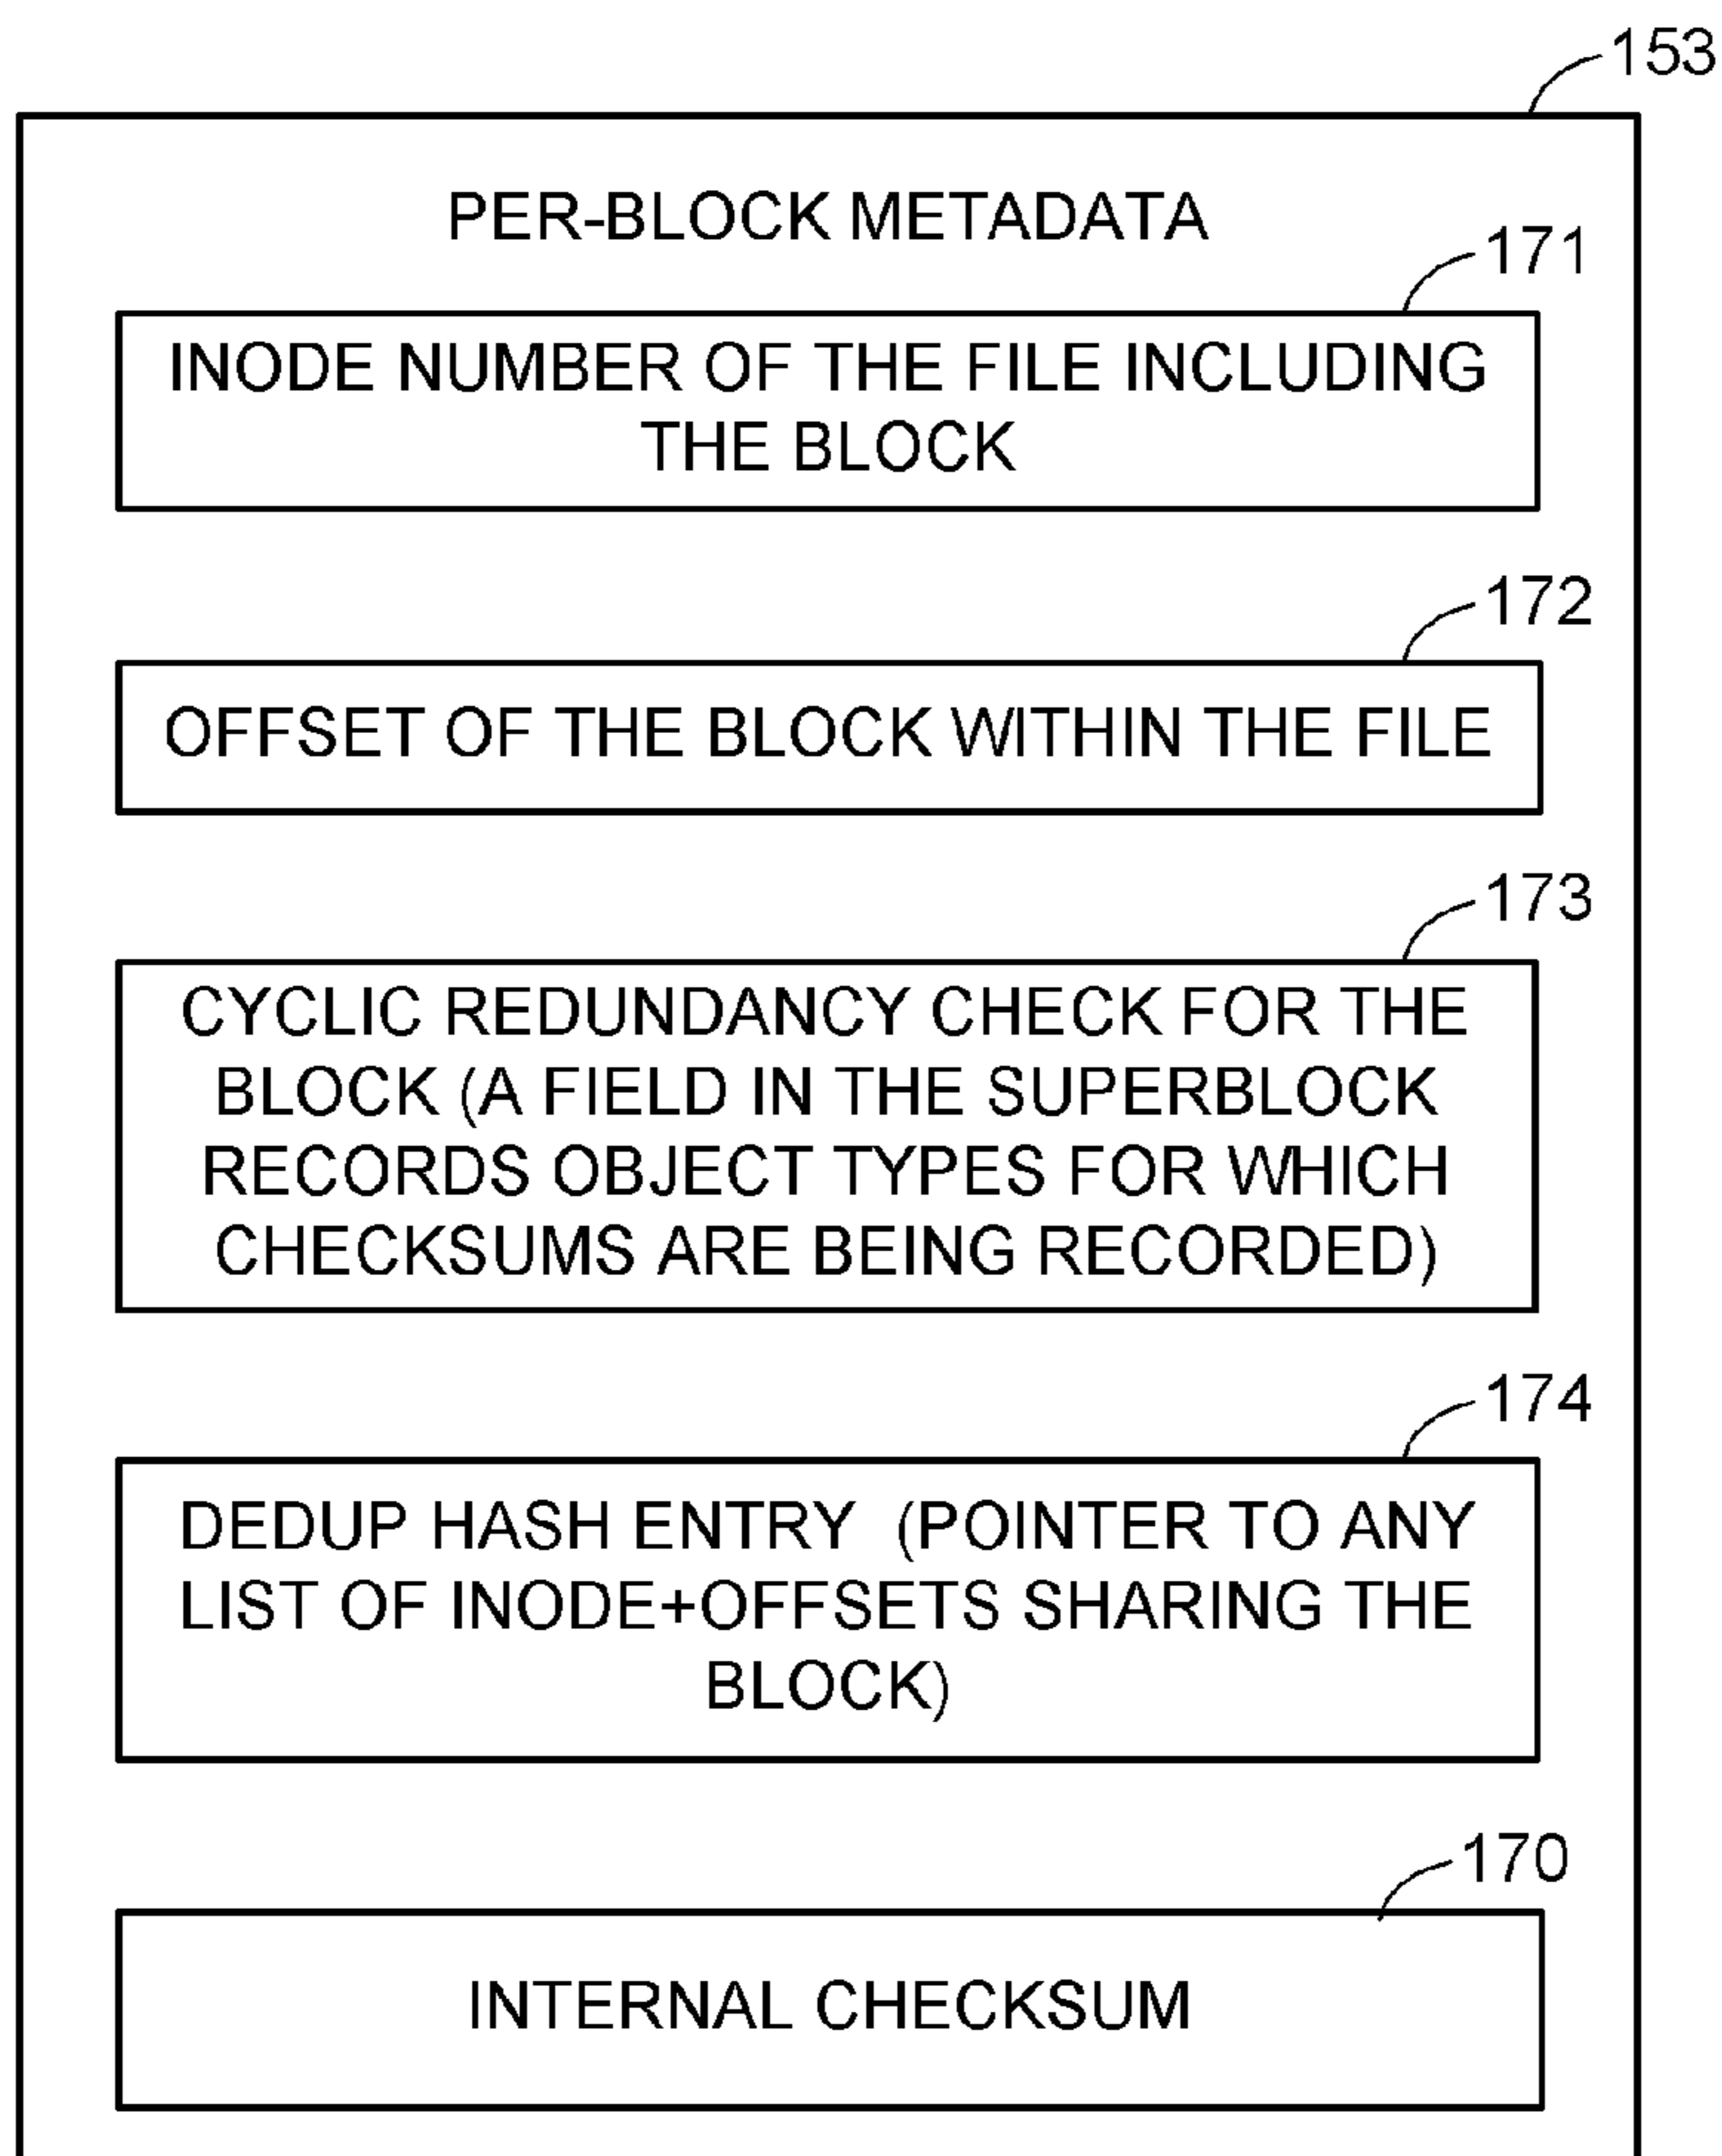 153
PER-BLOCK METADATA
171
INODE NUMBER OF THE FILE INCLUDING
THE BLOCK
172
OFFSET OF THE BLOCK WITHIN THE FILE
173
CYCLIC REDUNDANCY CHECK FOR THE
BLOCK (A FIELD IN THE SUPERBLOCK
RECORDS OBJECT TYPES FOR WHICH
CHECKSUMS ARE BEING RECORDED)
174
DEDUP HASH ENTRY (POINTER TO ANY
LIST OF INODE+OFFSETS SHARING THE
BLOCK)
170
INTERNAL CHECKSUM